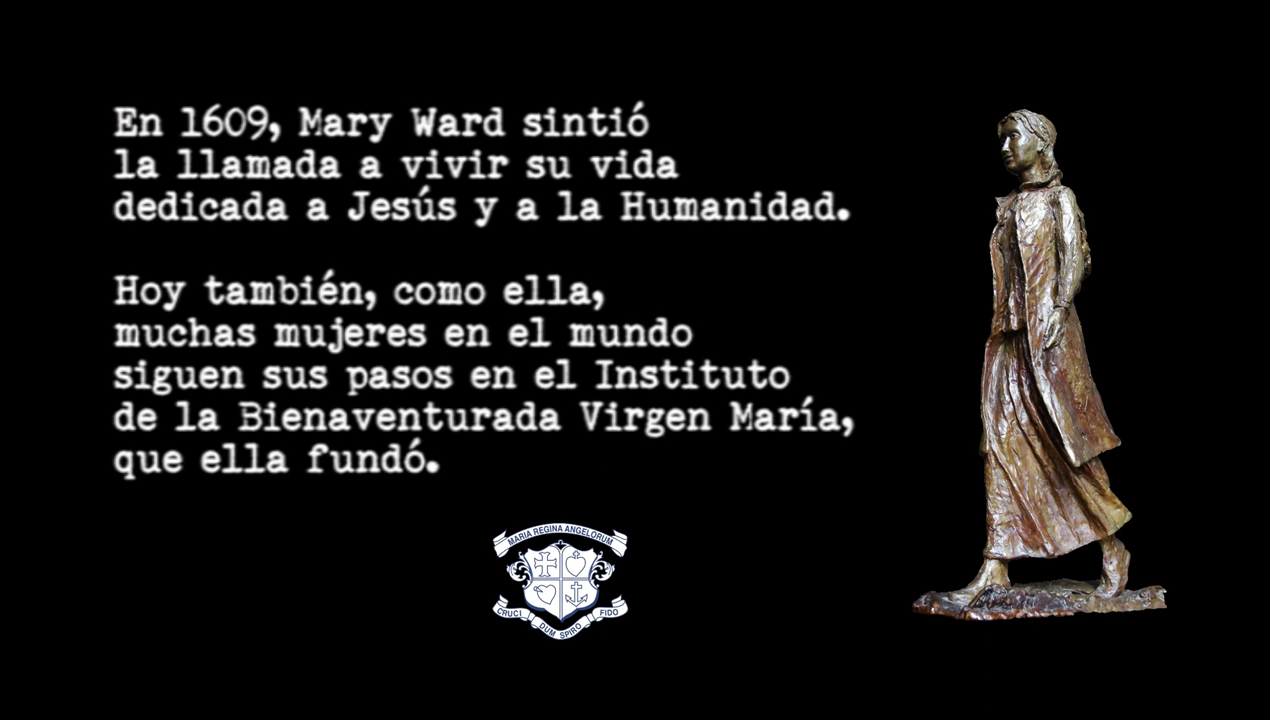 En 1609, Mary Ward sintió
la llamada a vivir su vida
dedicada a Jesús y a la Humanidad.
Hoy también, como ella,
muchas mujeres en el mundo
siguen sus pasos en el Instituto
de la Bienaventurada Virgen María,
que ella fundó.
MARIA REGINA ANGELORUM
CRUCI DUM SPIRO FIDO